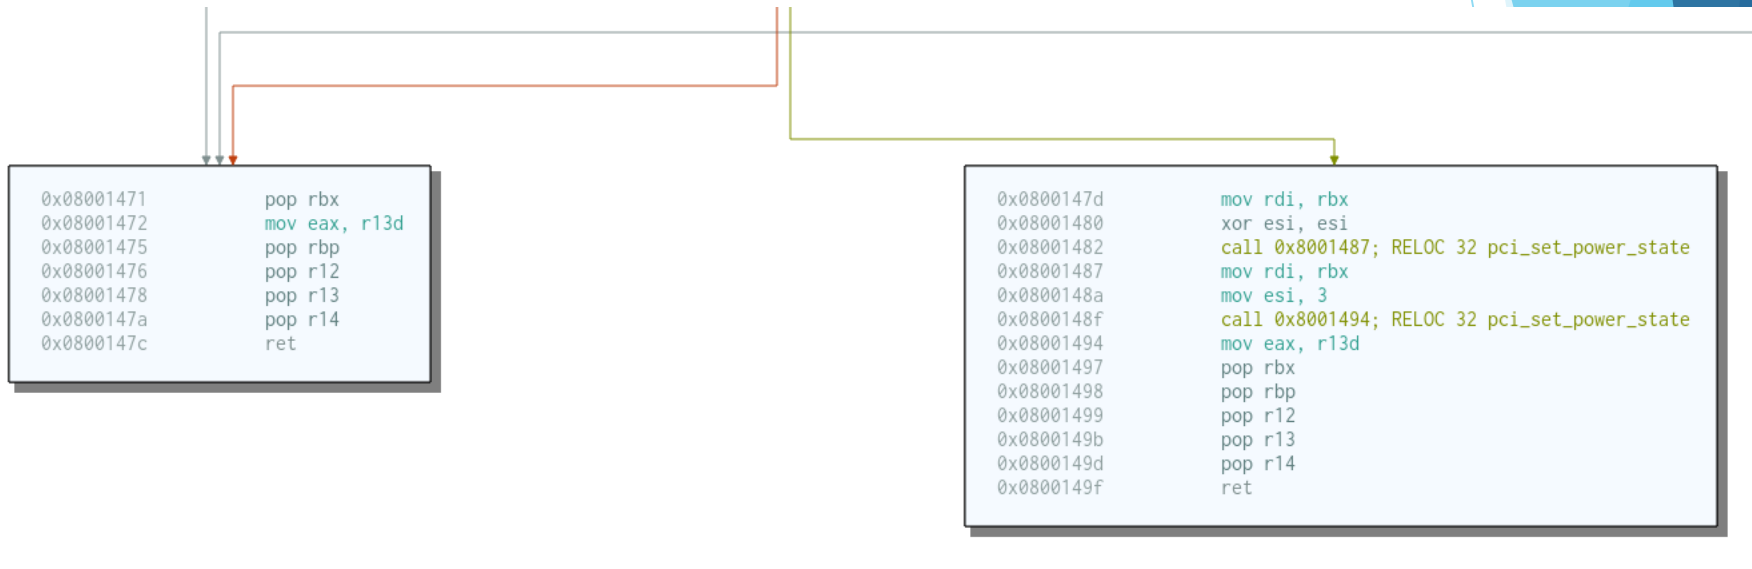 0x08001471 pop rbx
0x08001472 mov eax, r13d
0x08001475 pop rbp
0x08001476 pop r12
0x08001478 pop r13
0x0800147a pop r14
0x0800147c ret
0x0800147d mov rdi, rbx
0x08001480 xor esi, esi
0x08001482 call 0x8001487; RELOC 32 pci_set_power_state
0x08001487 mov rdi, rbx
0x0800148a mov esi, 3
0x0800148f call 0x8001494; RELOC 32 pci_set_power_state
0x08001494 mov eax, r13d
0x08001497 pop rbx
0x08001498 pop rbp
0x08001499 pop r12
0x0800149b pop r13
0x0800149d pop r14
0x0800149f ret